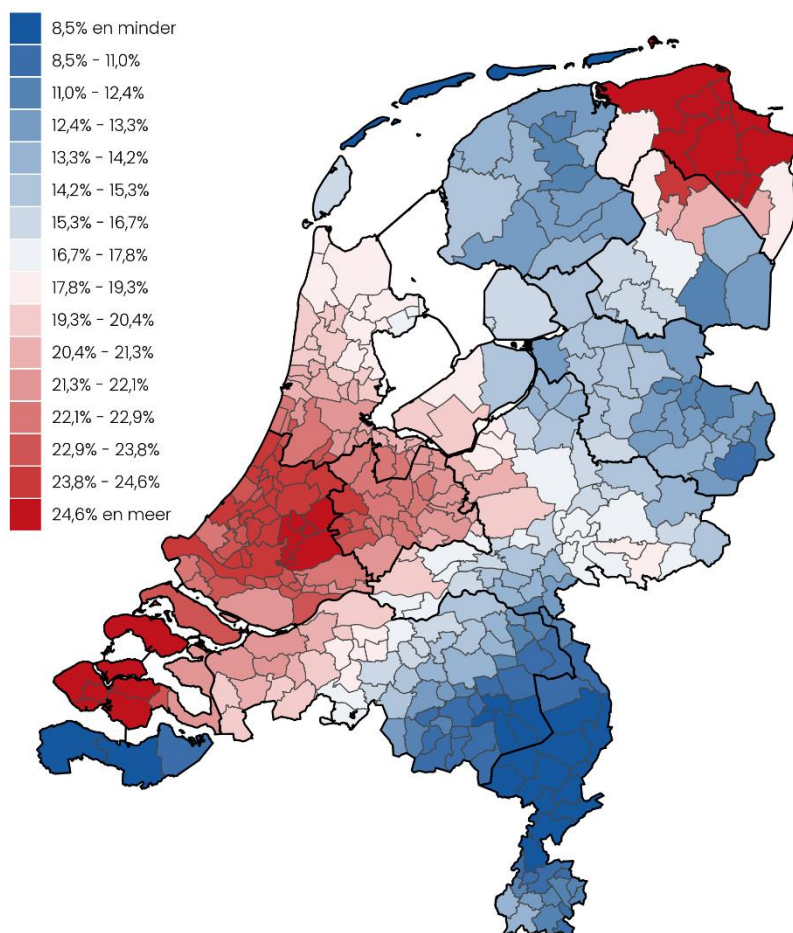 8,5% en minder
8,5% - 11,0%
11,0% - 12,4%
12,4% - 13,3%
13,3% - 14,2%
14,2% - 15,3%
15,3% - 16,7%
16,7% - 17,8%
17,8% - 19,3%
19,3% - 20,4%
20,4% - 21,3%
21,3% - 22,1%
22,1% - 22,9%
22,9% - 23,8%
23,8% - 24,6%
24,6% en meer